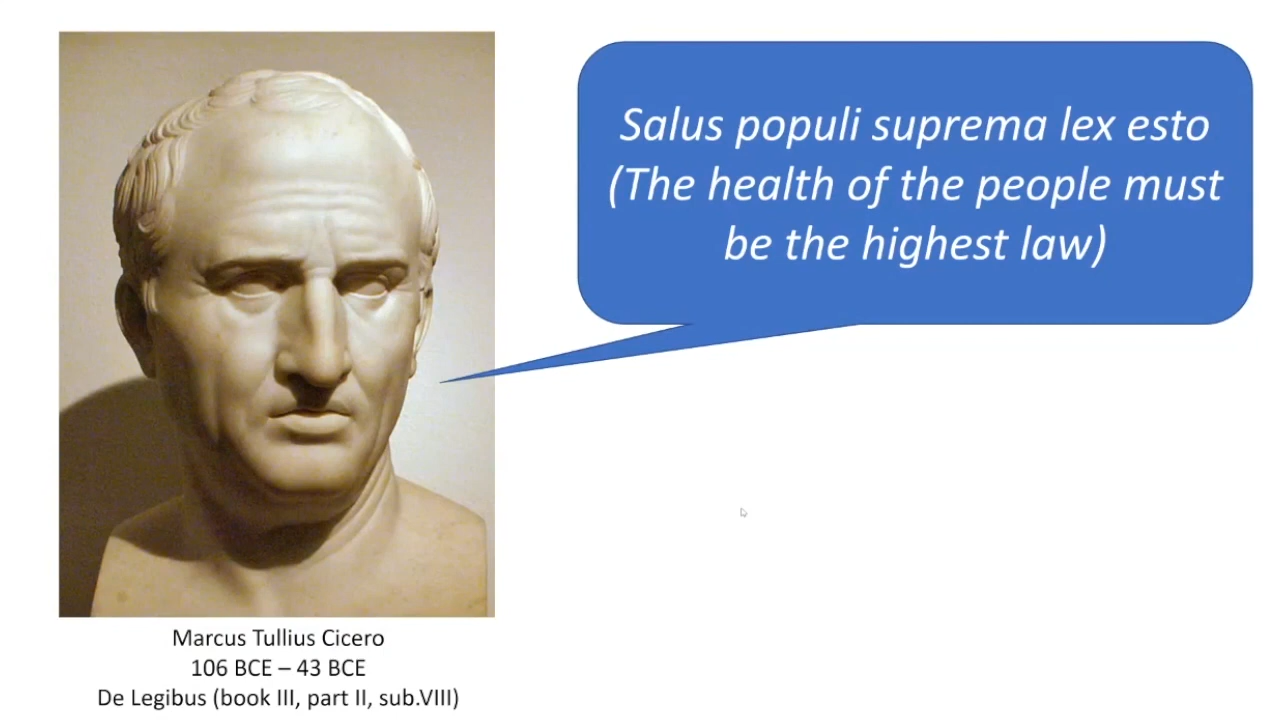 Salus populi suprema lex esto
(The health of the people must
be the highest law)
Marcus Tullius Cicero
106 BCE – 43 BCE
De Legibus (book III, part II, sub.VIII)